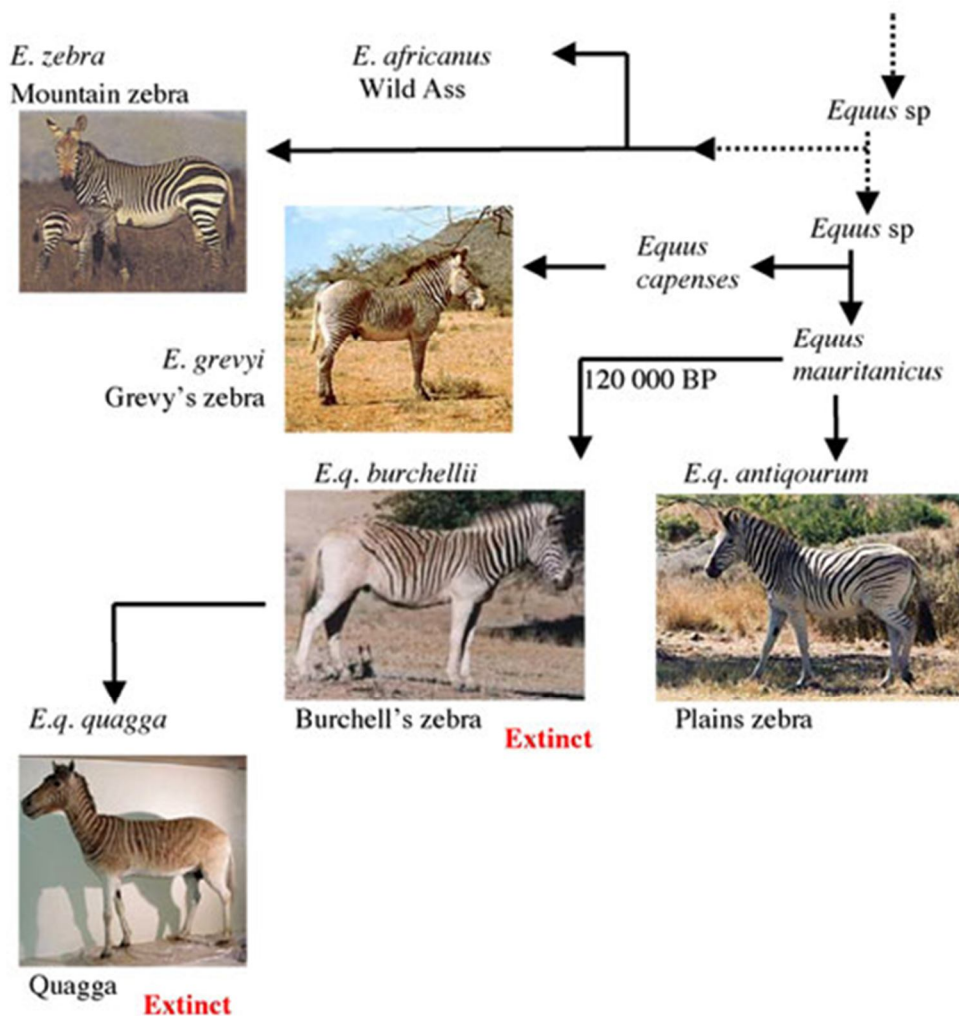 E. zebra
Mountain zebra
E. africanus
Wild Ass
Equus sp
Equus sp
Equus
capenses
E. grevyi
Grevy's zebra
Equus
mauritanicus
120 000 BP
E.q. burchellii
E.q. antiqourum
Burchell's zebra
Extinct
Plains zebra
E.q. quagga
Quagga
Extinct